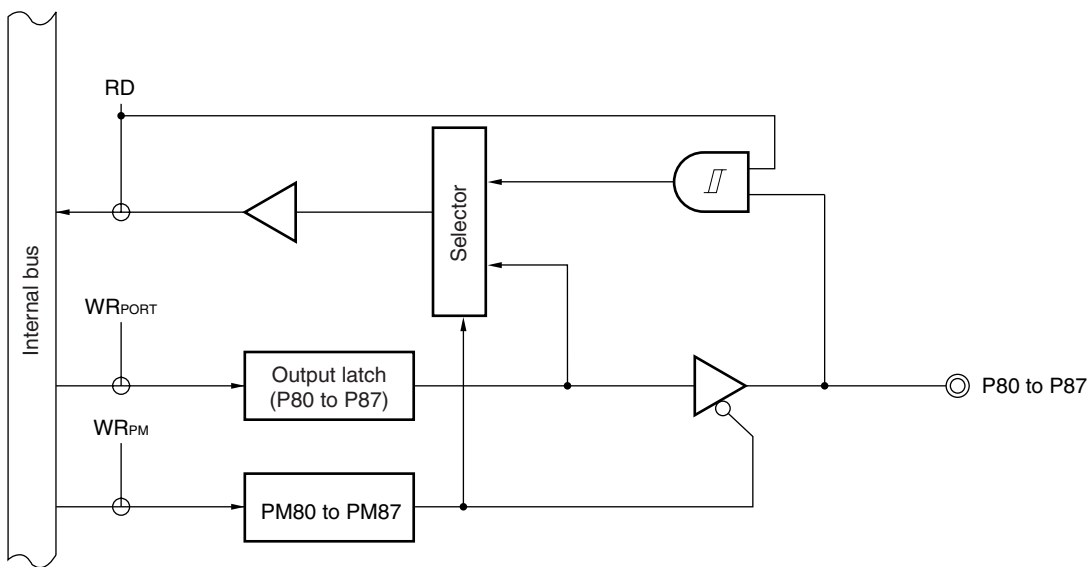 RD
Internal bus
Selector
WRPORT
Output latch
(P80 to P87)
P80 to P87
WRPM
PM80 to PM87